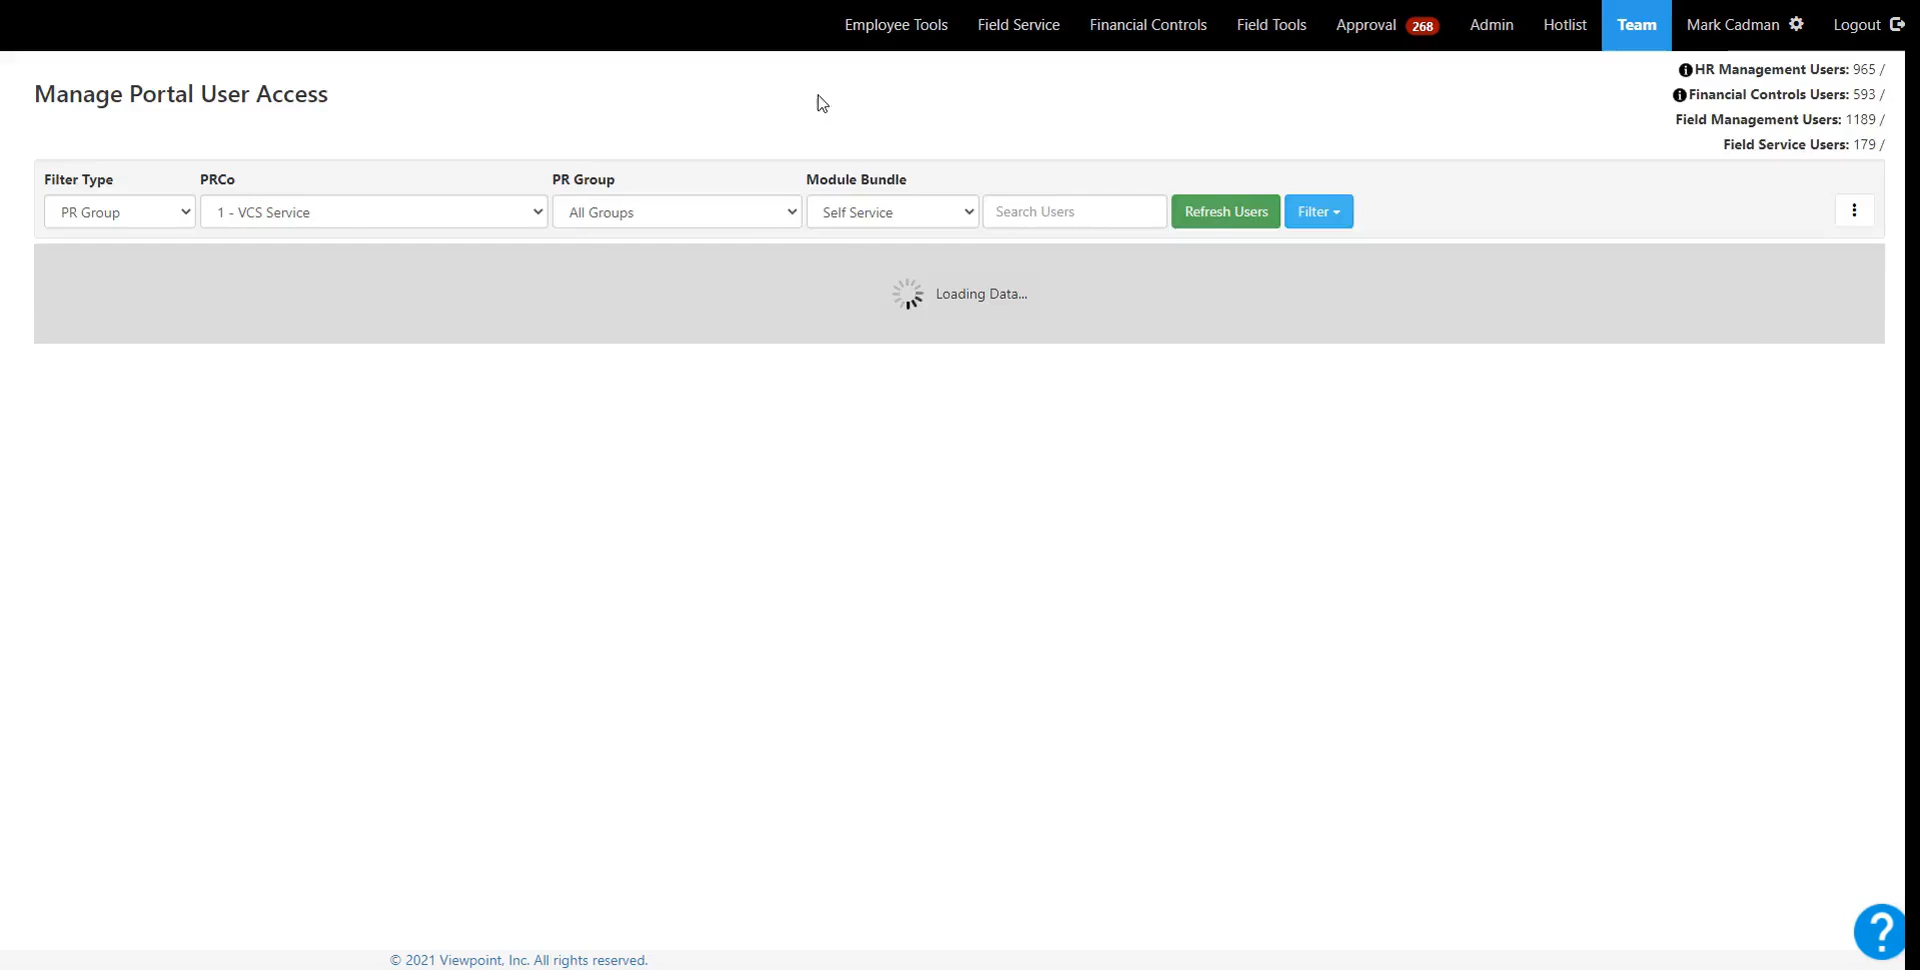 Employee Tools Field Service Financial Controls Field Tools Approval 268 Admin Hotlist Team Mark Cadman Logout
HR Management Users: 965 /
Manage Portal User Access
Financial Controls Users: 593 /
Field Management Users: 1189 /
Field Service Users: 179 /
Filter Type PRCo PR Group Module Bundle
PR Group 1 - VCS Service All Groups Self Service Search Users Refresh Users Filter
Loading Data...
?
© 2021 Viewpoint, Inc. All rights reserved.